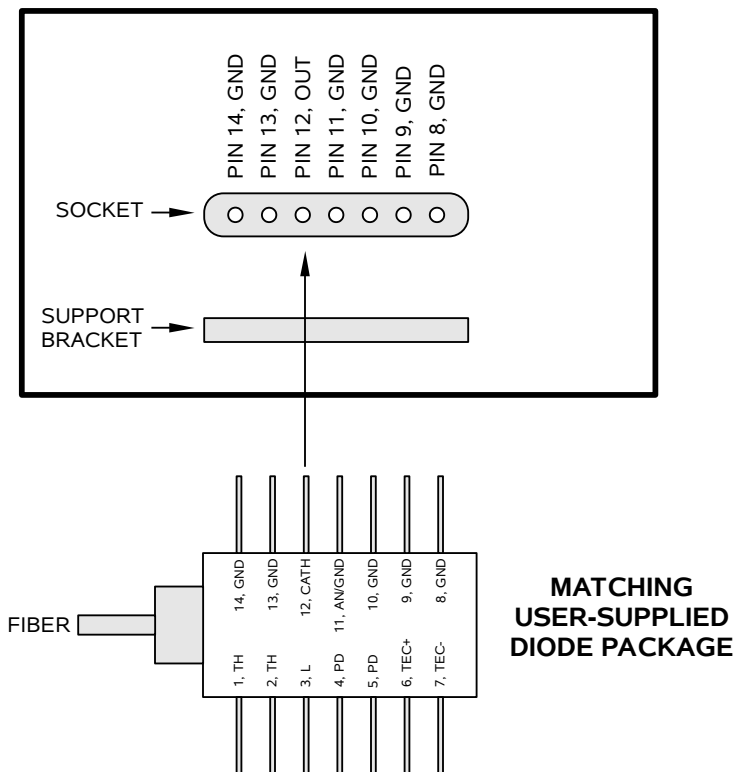 PIN 14, GND
PIN 13, GND
PIN 12, OUT
PIN 11, GND
PIN 10, GND
PIN 9, GND
PIN 8, GND
SOCKET
SUPPORT
BRACKET
14, GND
13, GND
12, CATH
11, AN/GND
10, GND
9, GND
8, GND
FIBER
1, TH
2, TH
3, L
4, PD
5, PD
6, TEC+
7, TEC-
MATCHING
USER-SUPPLIED
DIODE PACKAGE